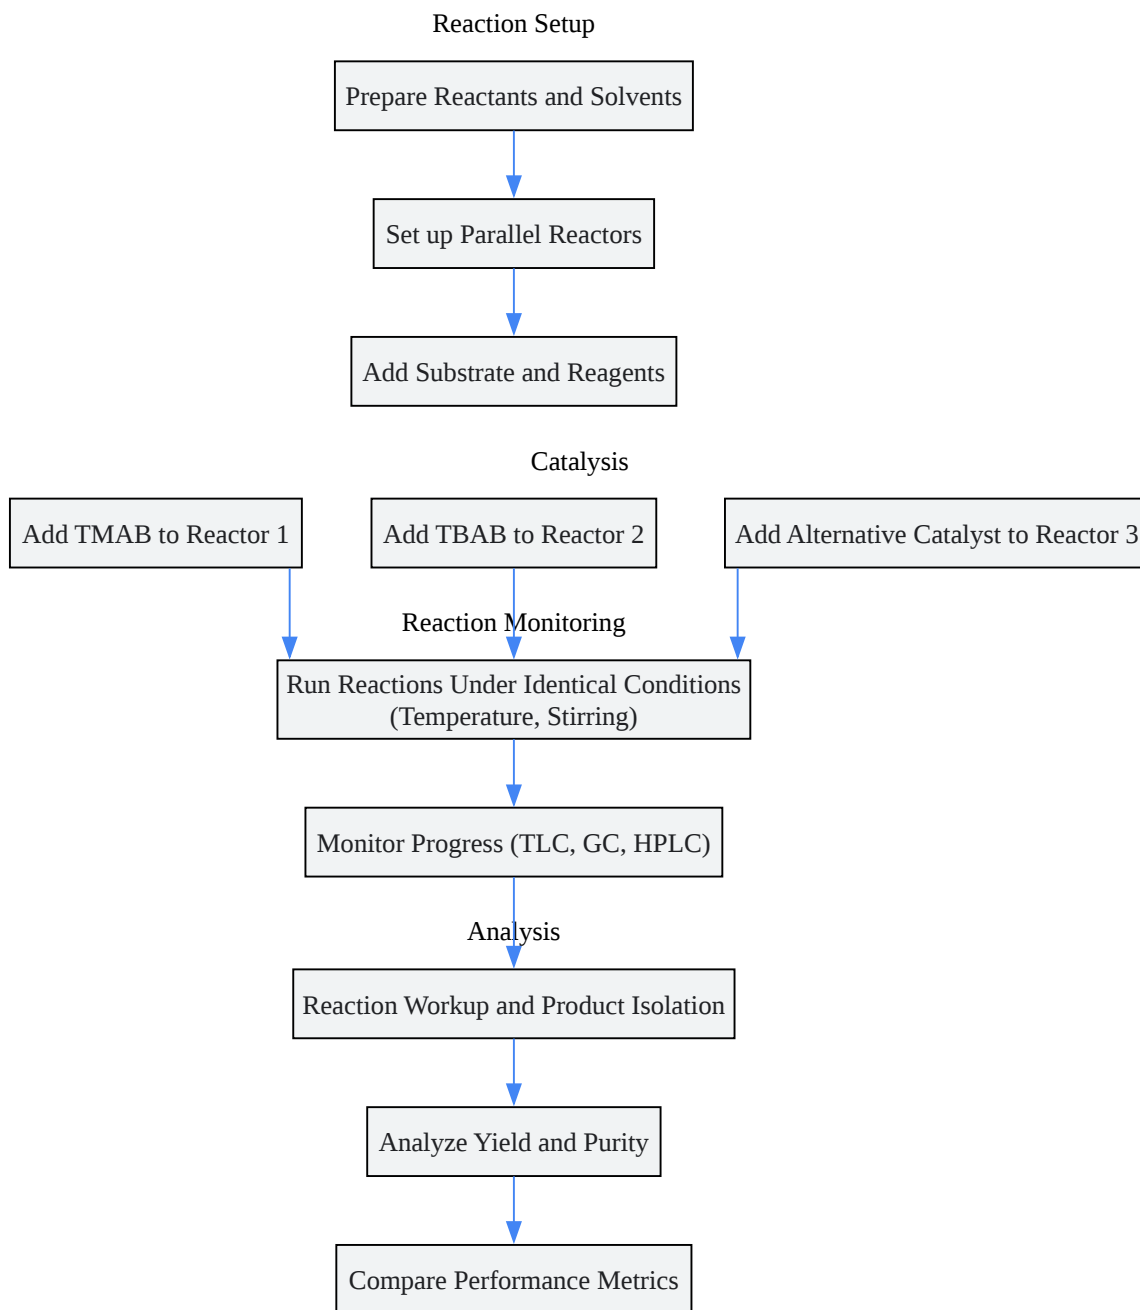 Reaction Setup
Prepare Reactants and Solvents
Set up Parallel Reactors
Add Substrate and Reagents
Catalysis
Add TMAB to Reactor 1
Add TBAB to Reactor 2
Add Alternative Catalyst to Reactor 3
Reaction Monitoring
Run Reactions Under Identical Conditions
(Temperature, Stirring)
Monitor Progress (TLC, GC, HPLC)
Analysis
Reaction Workup and Product Isolation
Analyze Yield and Purity
Compare Performance Metrics